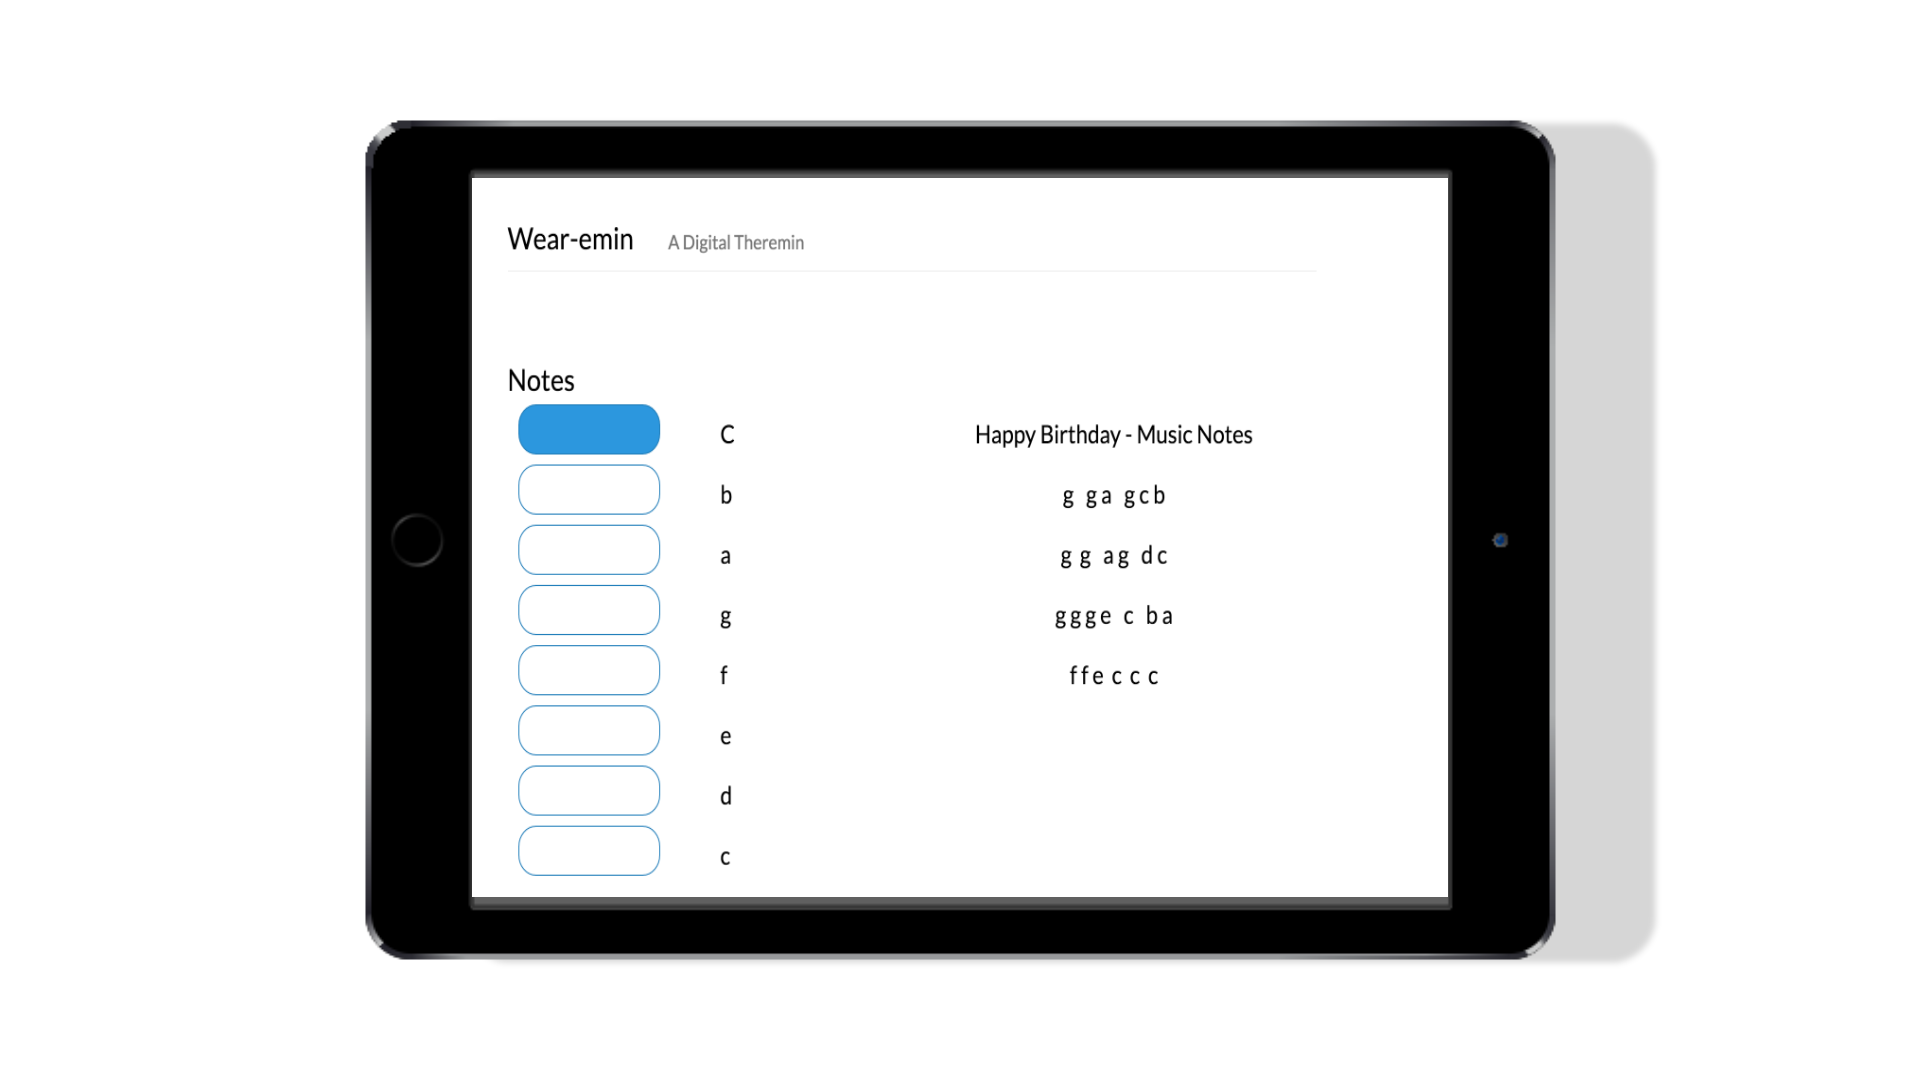 Wear-emin A Digital Theremin
Notes
C Happy Birthday - Music Notes
b g ga gcb
a g g ag dc
g ggge c ba
f ffe c c c
e
d
c